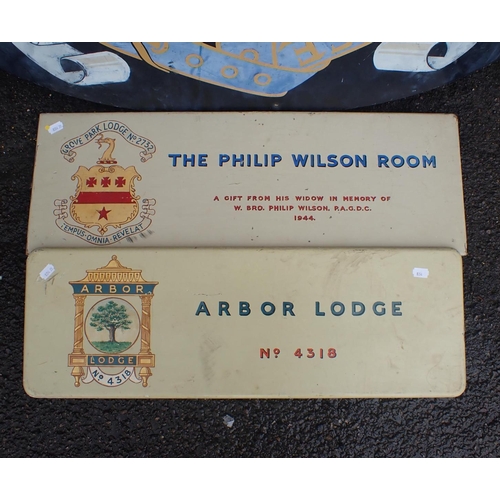 GROVE PARK LODGE Nº 2732
TEMPUS·OMNIA·REVELAT
THE PHILIP WILSON ROOM
A GIFT FROM HIS WIDOW IN MEMORY OF
W. BRO. PHILIP WILSON, P.A.G.D.C.
1944.
ARBOR
LODGE
Nº 4318
ARBOR LODGE
Nº 4318